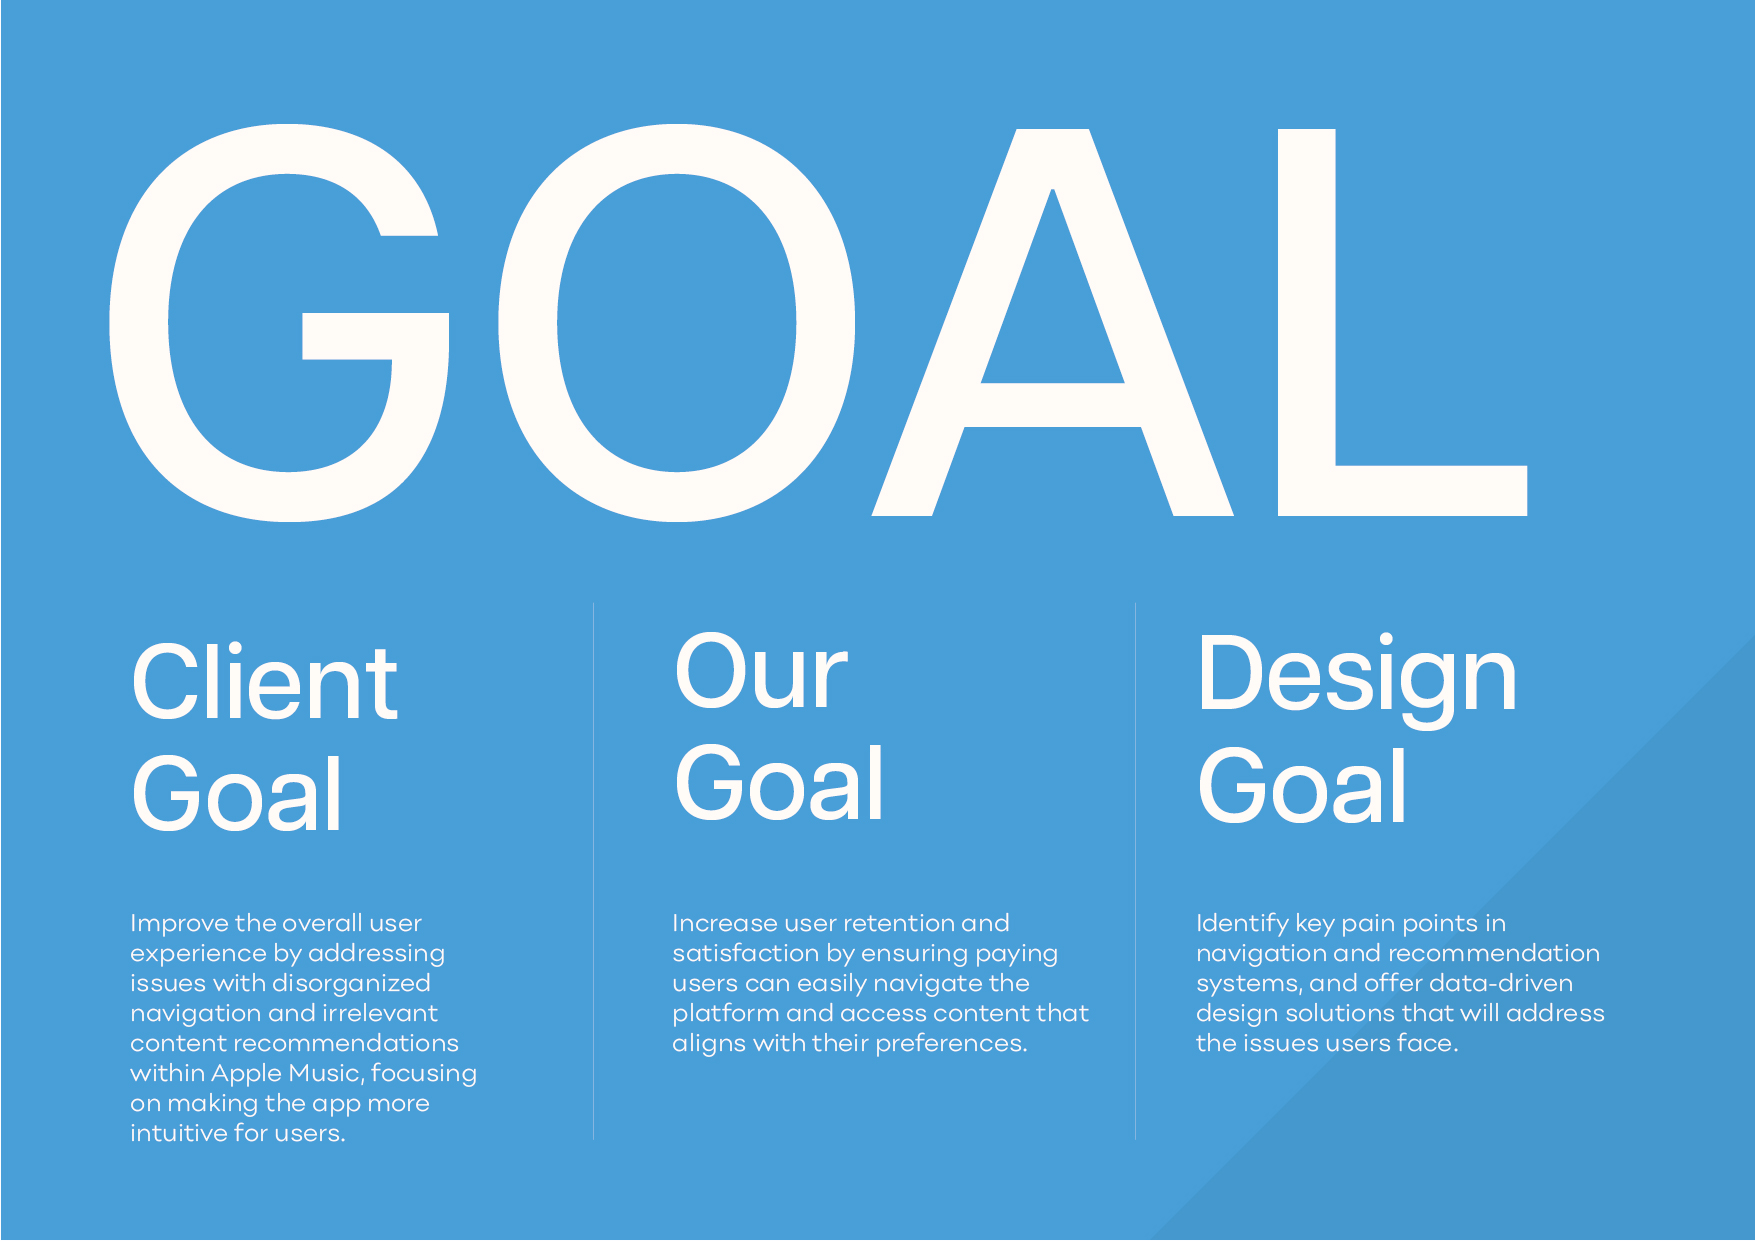 GOAL
Client
Goal
Improve the overall user
experience by addressing
issues with disorganized
navigation and irrelevant
content recommendations
within Apple Music, focusing
on making the app more
intuitive for users.
Our
Goal
Increase user retention and
satisfaction by ensuring paying
users can easily navigate the
platform and access content that
aligns with their preferences.
Design
Goal
Identify key pain points in
navigation and recommendation
systems, and offer data-driven
design solutions that will address
the issues users face.